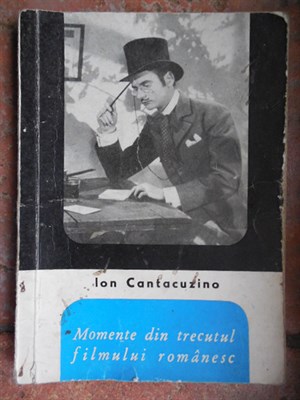 Ion Cantacuzino
Momente din trecutul
filmului românesc